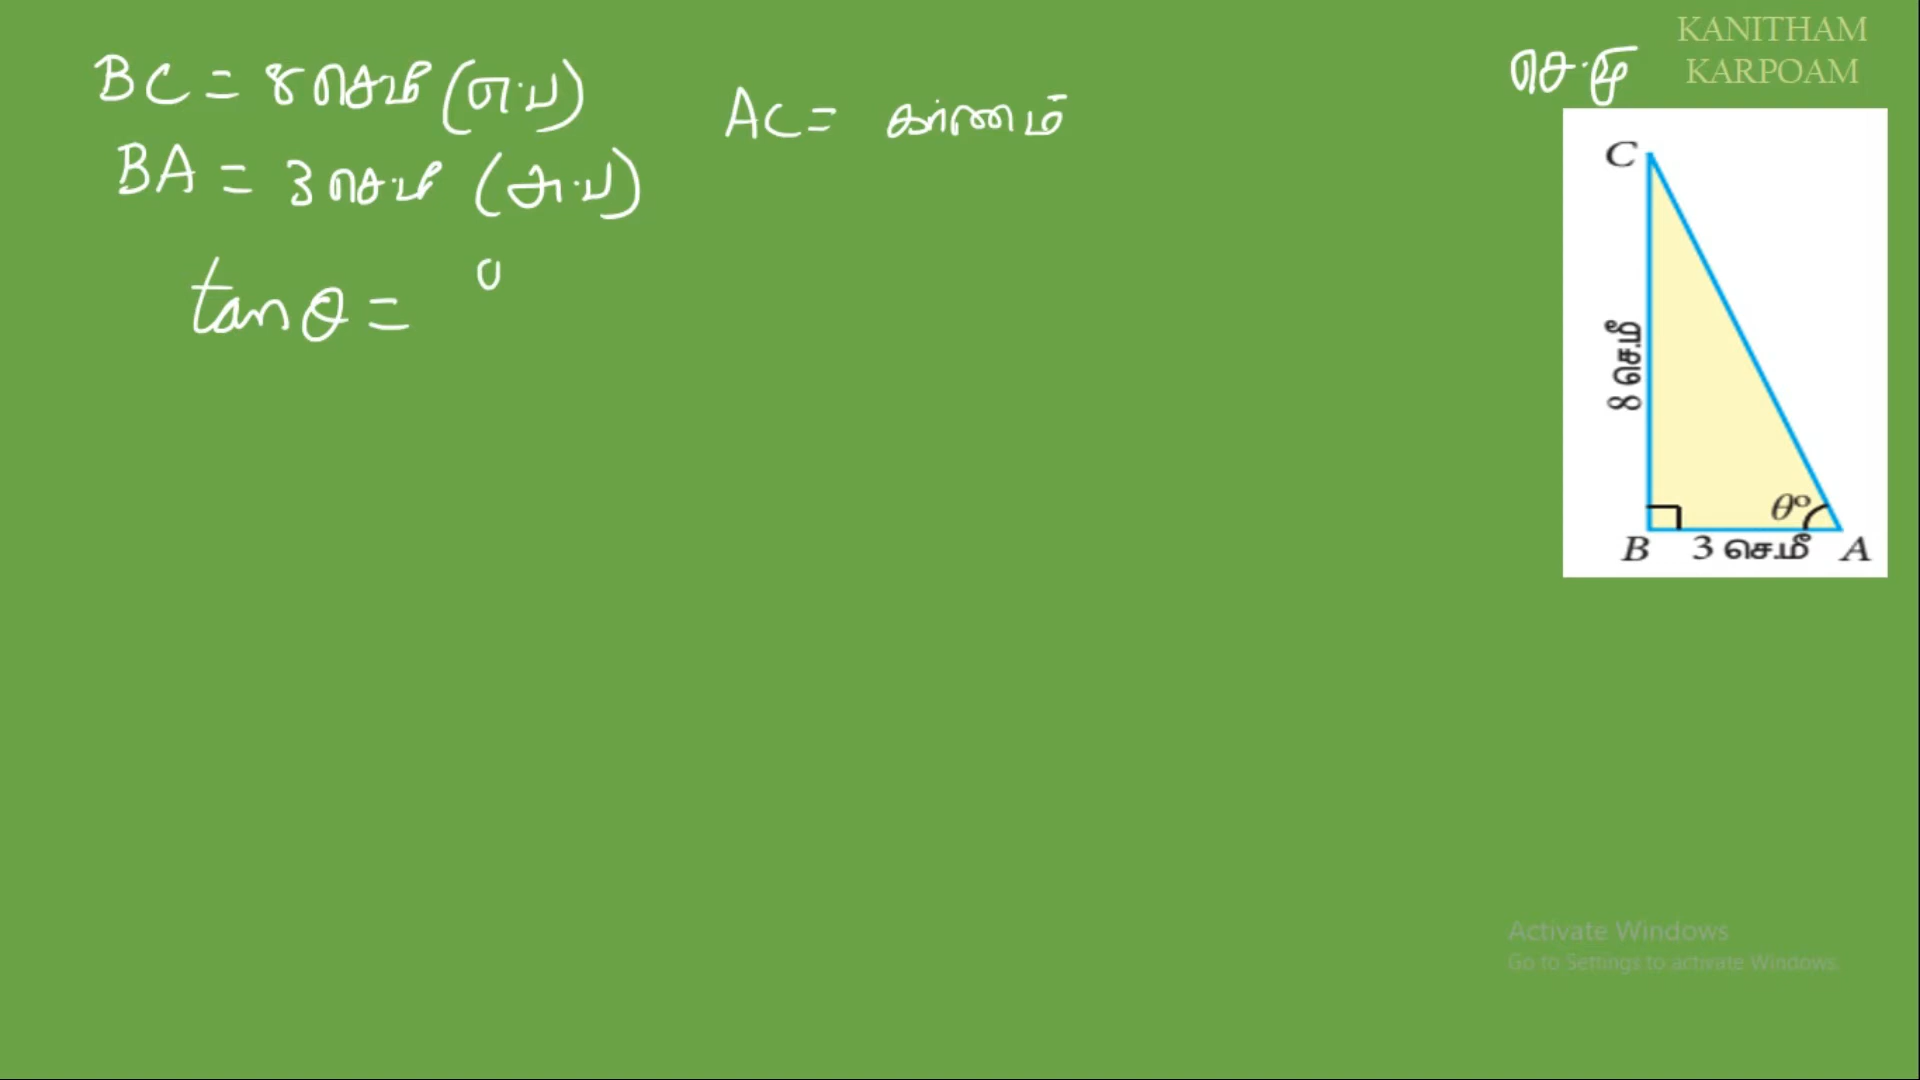 BC = 8 செமீ (எ.ப)
AC = கர்ணம்
BA = 3 செ.மீ (அ.ப)
tan θ =
KANITHAM
KARPOAM
C
8 செ.மீ
θ°
B 3 செ.மீ A
Activate Windows
Go to Settings to activate Windows.